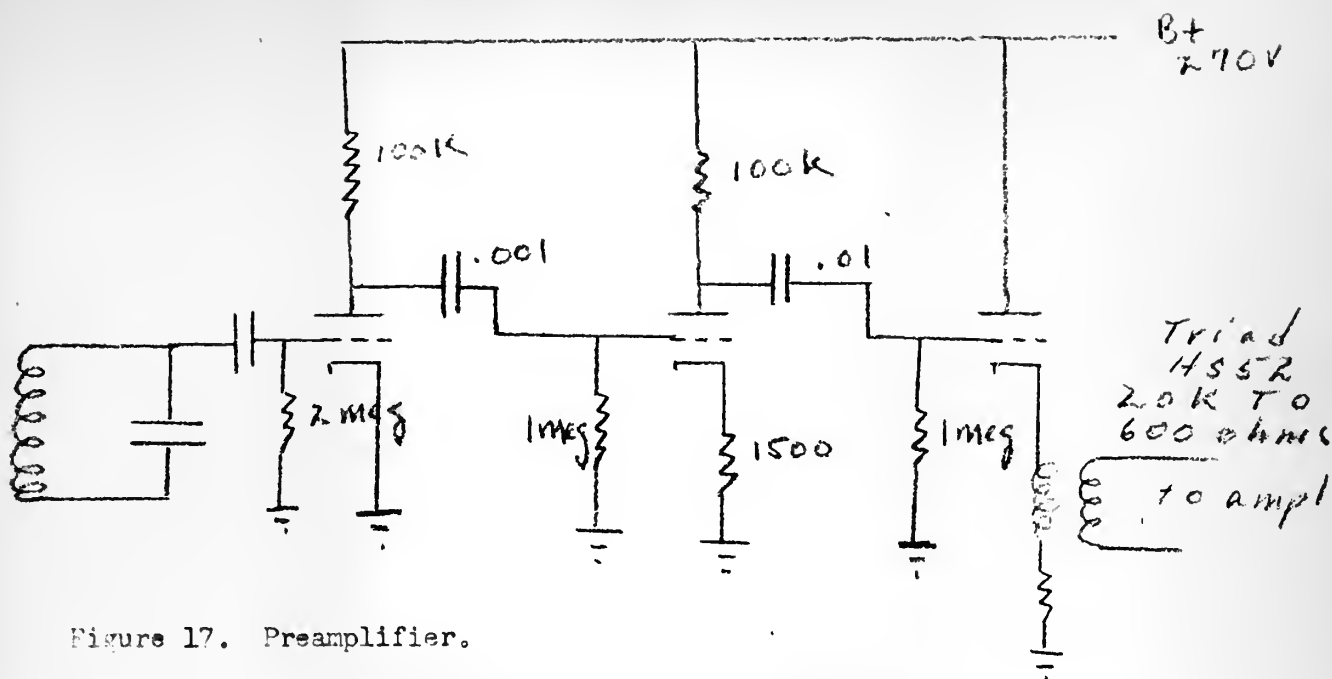 B+
270V
100K
100K
.001
.01
Triad
HS52
20K TO
600 ohms
to ampl
2 meg
1meg
1500
1meg
Figure 17. Preamplifier.